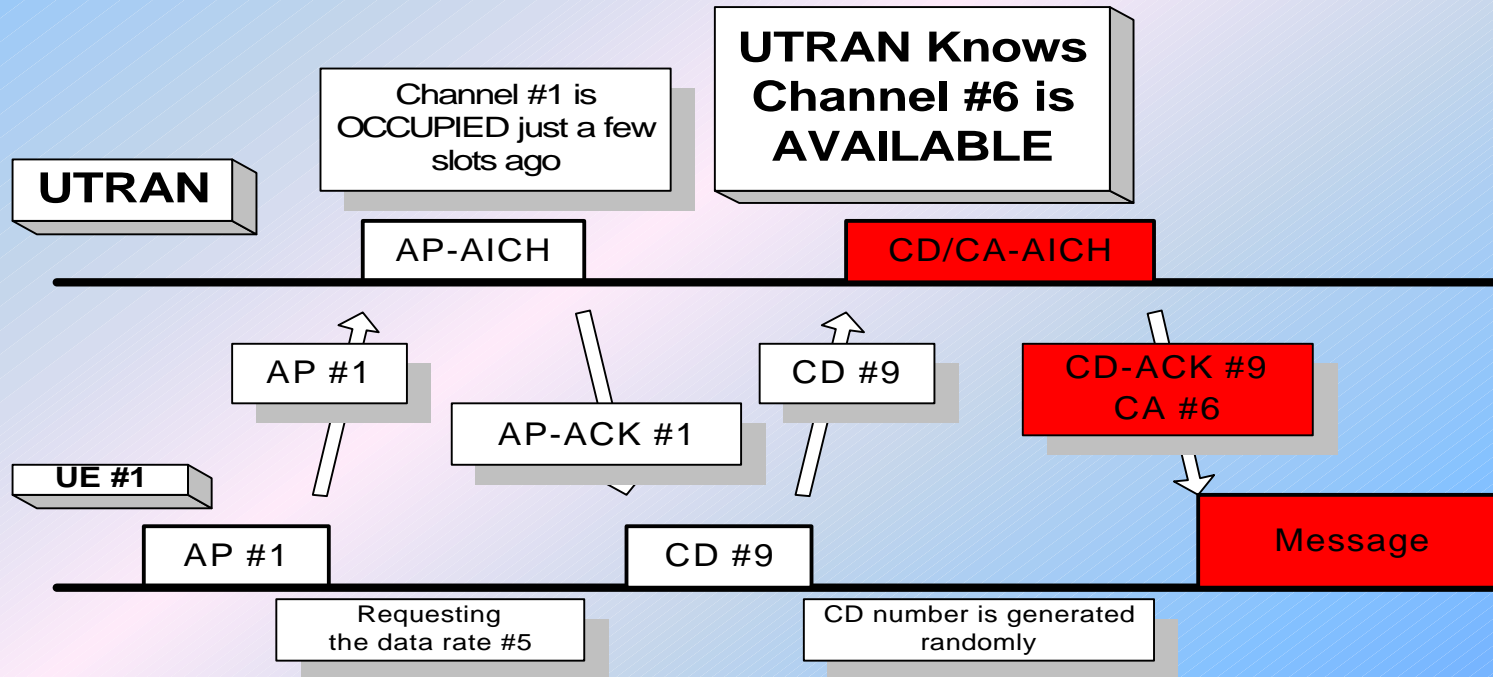 UTRAN Knows
Channel #6 is
AVAILABLE
Channel #1 is
OCCUPIED just a few
slots ago
UTRAN
AP-AICH
CD/CA-AICH
AP #1
CD #9
CD-ACK #9
CA #6
AP-ACK #1
UE #1
AP #1
CD #9
Message
Requesting
the data rate #5
CD number is generated
randomly